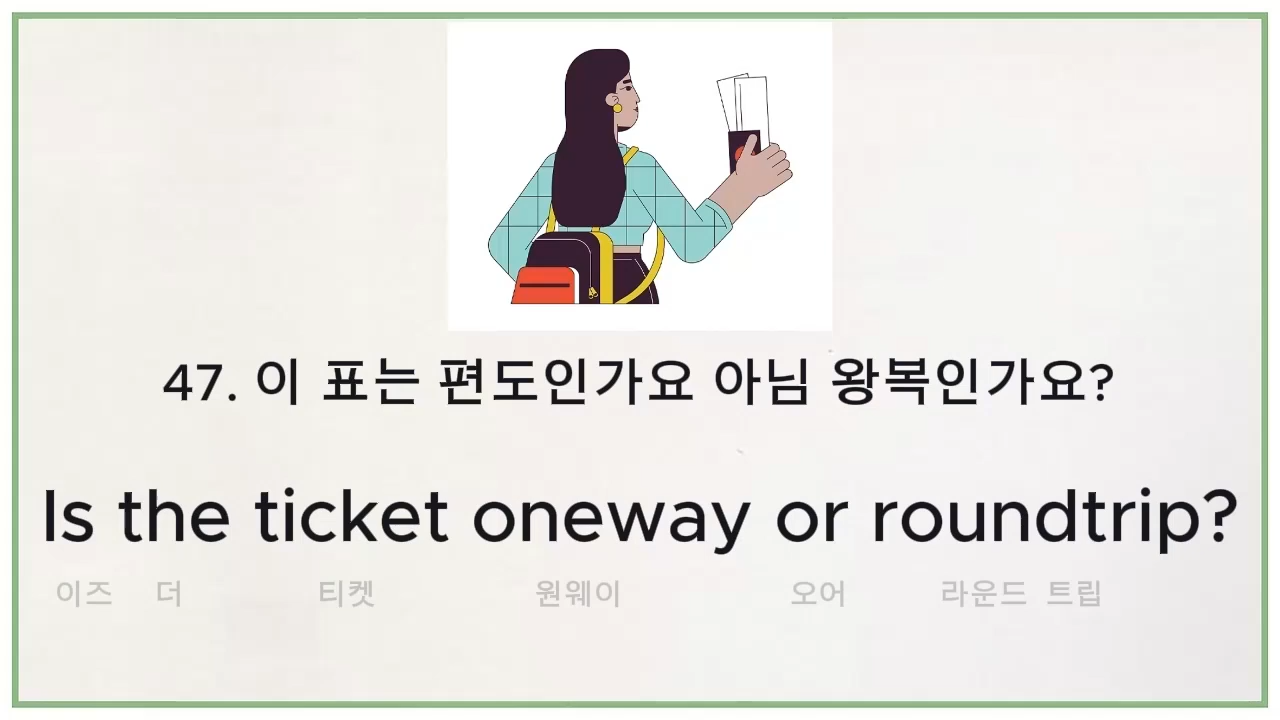 47. 이 표는 편도인가요 아님 왕복인가요?
Is the ticket oneway or roundtrip?
이즈 더 티켓 원웨이 오어 라운드 트립